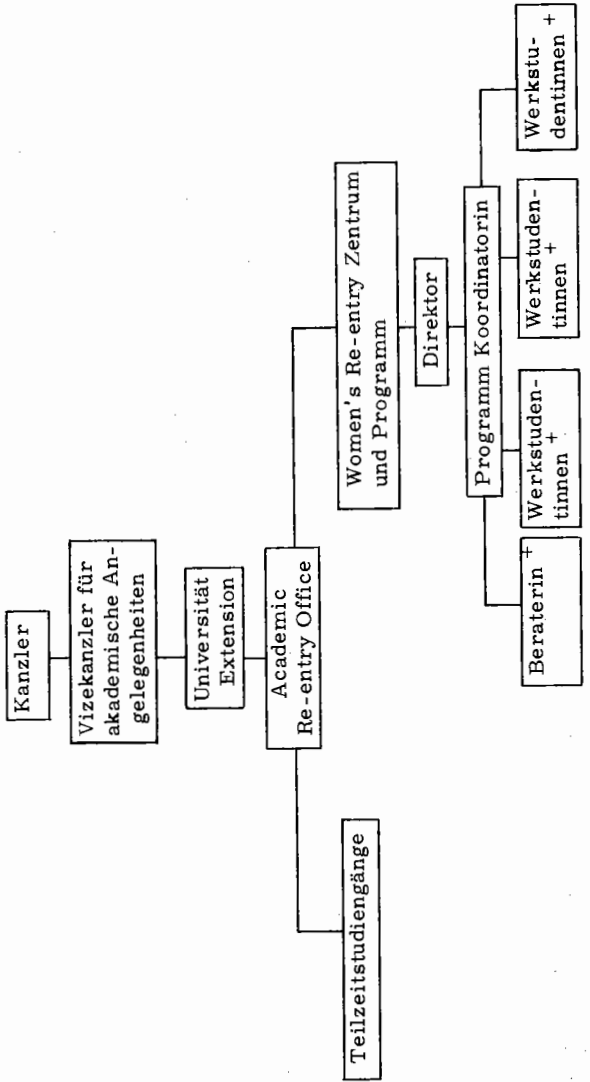 Kanzler
Vizekanzler für
akademische An-
gelegenheiten
Universität
Extension
Academic
Re-entry Office
Teilzeitstudiengänge
Women's Re-entry Zentrum
und Programm
Direktor
Programm Koordinatorin
Beraterin +
Werkstuden-
tinnen +
Werkstuden-
tinnen +
Werkstu-
dentinnen +